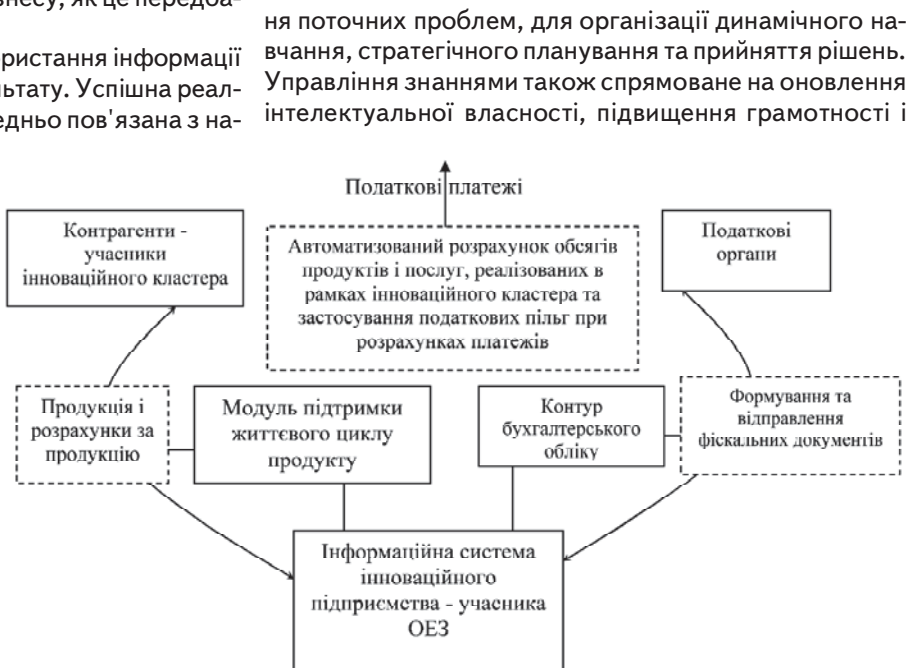 бізнесу, як це передба-
ристання інформації
льтату. Успішна реал-
едньо пов'язана з на-
ня поточних проблем, для організації динамічного на-
вчання, стратегічного планування та прийняття рішень.
Управління знаннями також спрямоване на оновлення
інтелектуальної власності, підвищення грамотності і
Податкові платежі
Контрагенти -
учасники
інноваційного кластера
Автоматизований розрахунок обсягів
продуктів і послуг, реалізованих в
рамках інноваційного кластера та
застосування податкових пільг при
розрахунках платежів
Податкові
органи
Продукція і
розрахунки за
продукцію
Модуль підтримки
життєвого циклу
продукту
Контур
бухгалтерського
обліку
Формування та
відправлення
фіскальних документів
Інформаційна система
інноваційного
підприємства - учасника
ОЕЗ